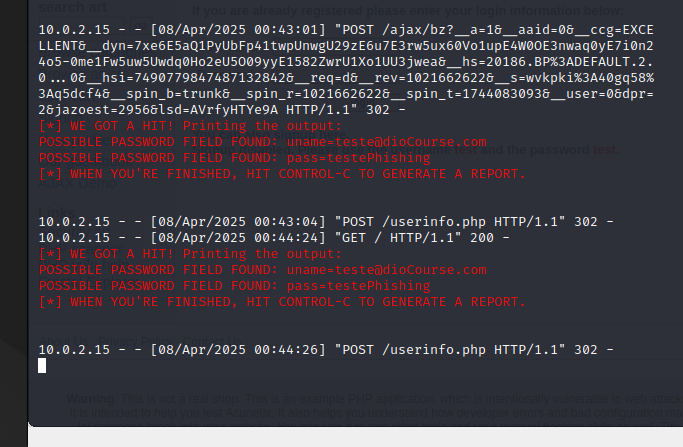 search art
If you are already registered please enter your login information below:
10.0.2.15 - - [08/Apr/2025 00:43:01] "POST /ajax/bz?__a=1&__aaid=0&__ccg=EXCE
LLENT&__dyn=7xe6E5aQ1PyUbFp41twpUnwgU29zE6u7E3rw5ux60Vo1upE4W0OE3nwaq0yE7i0n2
4o5-0me1Fw5uw5Uwdq0Ho2eU5O09yyE1582ZwrU1Xo1UU3jwea&__hs=20186.BP%3ADEFAULT.2.
0...0&__hsi=7490779847487132842&__req=d&__rev=1021662622&__s=wvkpki%3A40gq58%
3Aq5dcf4&__spin_b=trunk&__spin_r=1021662622&__spin_t=1744083093&__user=0&dpr=
2&jazoest=2956&lsd=AVrfyHTYe9A HTTP/1.1" 302 -
[*] WE GOT A HIT! Printing the output:
POSSIBLE PASSWORD FIELD FOUND: uname=teste@dioCourse.com
POSSIBLE PASSWORD FIELD FOUND: pass=testePhishing
and the password test.
[*] WHEN YOU'RE FINISHED, HIT CONTROL-C TO GENERATE A REPORT.
10.0.2.15 - - [08/Apr/2025 00:43:04] "POST /userinfo.php HTTP/1.1" 302 -
10.0.2.15 - - [08/Apr/2025 00:44:24] "GET / HTTP/1.1" 200 -
[*] WE GOT A HIT! Printing the output:
POSSIBLE PASSWORD FIELD FOUND: uname=teste@dioCourse.com
POSSIBLE PASSWORD FIELD FOUND: pass=testePhishing
[*] WHEN YOU'RE FINISHED, HIT CONTROL-C TO GENERATE A REPORT.
10.0.2.15 - - [08/Apr/2025 00:44:26] "POST /userinfo.php HTTP/1.1" 302 -
Warning: This is not a real shop. This is an example PHP application, which is intentionally vulnerable to web attack
It is intended to help you test Acunetix. It also helps you understand how developer errors and bad configuration ma